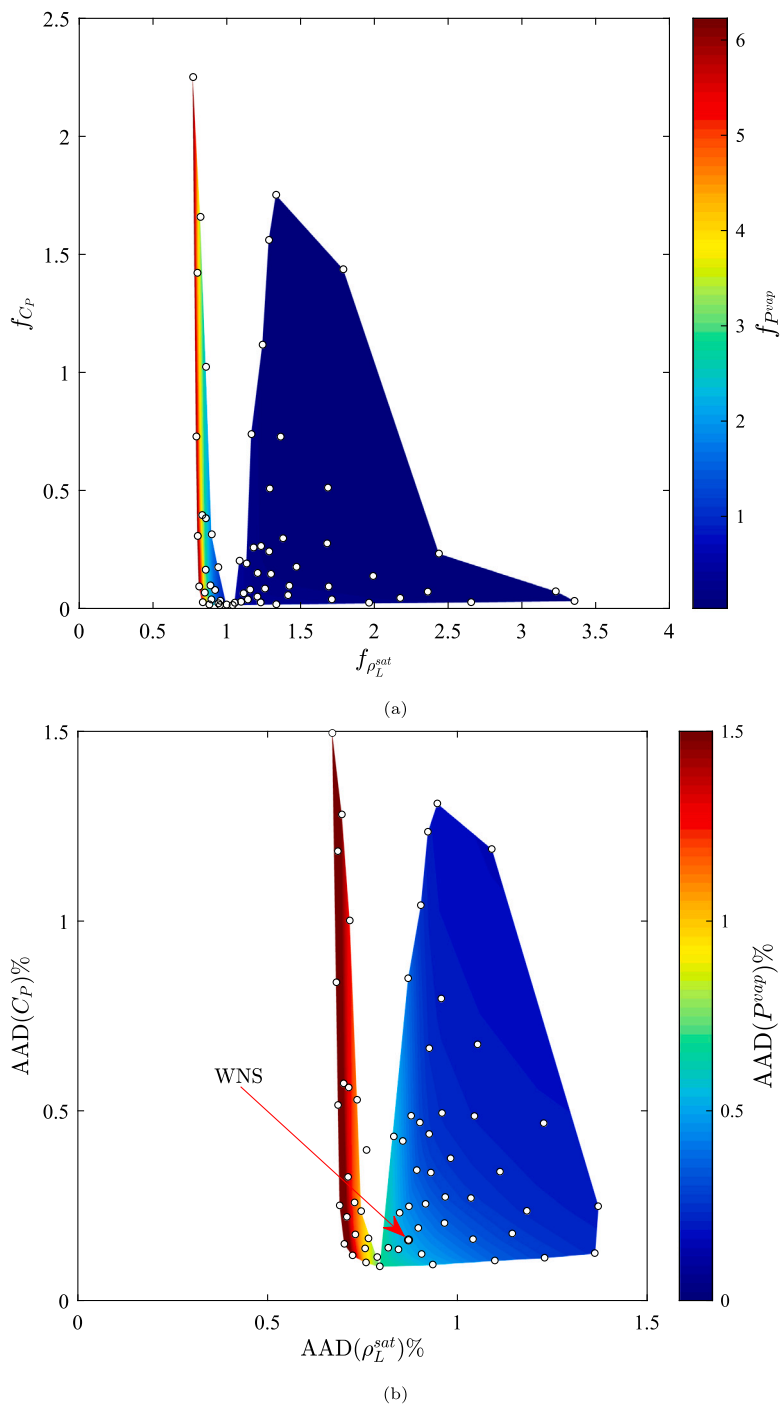 2.5
2
1.5
1
0.5
0
0 0.5 1 1.5 2 2.5 3 3.5 4
f_{C_P}
f_{ρ_L^{sat}}
6
5
4
3
2
1
f_{P^{vap}}
(a)
1.5
1
0.5
0
0 0.5 1 1.5
AAD(C_P)%
WNS
AAD(ρ_L^{sat})%
1.5
1
0.5
0
AAD(P^{vap})%
(b)